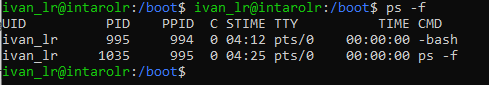 ivan_lr@intarolr:/boot$ ivan_lr@intarolr:/boot$ ps -f
UID          PID    PPID  C STIME TTY          TIME CMD
ivan_lr      995     994  0 04:12 pts/0    00:00:00 -bash
ivan_lr     1035     995  0 04:25 pts/0    00:00:00 ps -f
ivan_lr@intarolr:/boot$